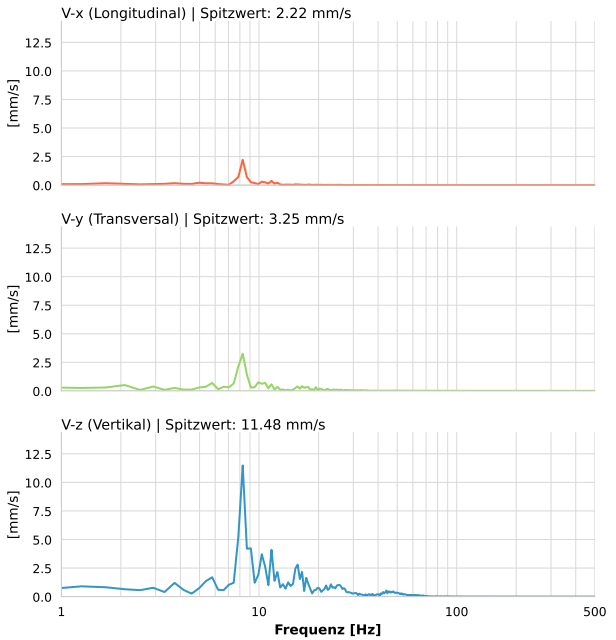 V-x (Longitudinal) | Spitzwert: 2.22 mm/s
12.5
10.0
7.5
5.0
2.5
0.0
[mm/s]
V-y (Transversal) | Spitzwert: 3.25 mm/s
12.5
10.0
7.5
5.0
2.5
0.0
[mm/s]
V-z (Vertikal) | Spitzwert: 11.48 mm/s
12.5
10.0
7.5
5.0
2.5
0.0
[mm/s]
1 10 100 500
Frequenz [Hz]